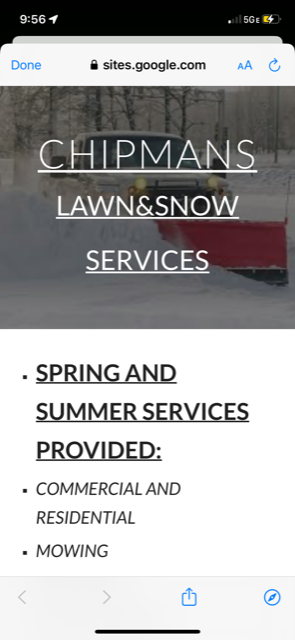 9:56
5GE
Done
sites.google.com
AA
CHIPMANS
LAWN&SNOW
SERVICES
▪ SPRING AND
SUMMER SERVICES
PROVIDED:
▪ COMMERCIAL AND
RESIDENTIAL
▪ MOWING